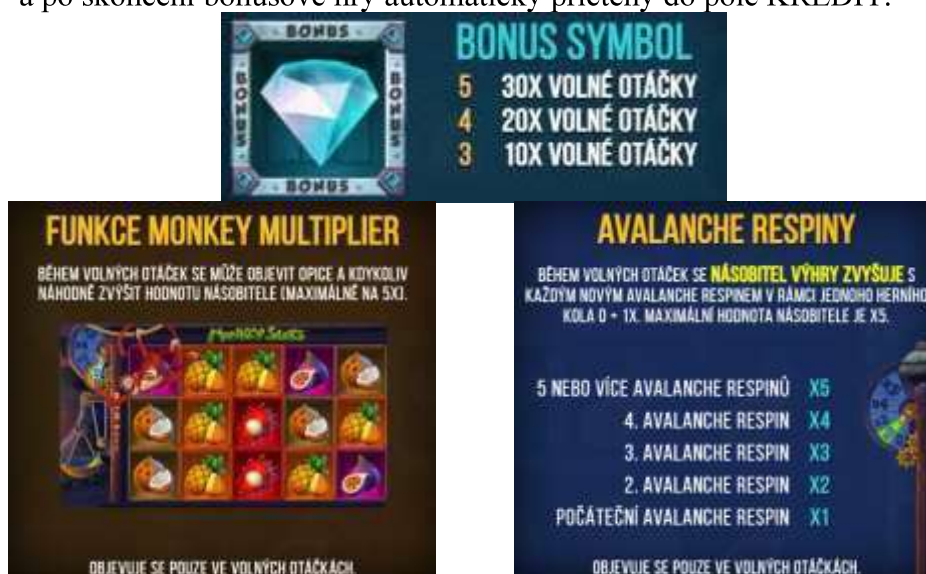 a po skončení bonusové hry automaticky přičteny do pole KREDIT.
BONUS
BONUS
BONUS
BONUS
BONUS SYMBOL
5 30X VOLNÉ OTÁČKY
4 20X VOLNÉ OTÁČKY
3 10X VOLNÉ OTÁČKY
FUNKCE MONKEY MULTIPLIER
BĚHEM VOLNÝCH OTÁČEK SE MŮŽE OBJEVIT OPICE A KDYKOLIV
NÁHODNĚ ZVÝŠIT HODNOTU NÁSOBITELE (MAXIMÁLNĚ NA 5X).
OBJEVUJE SE POUZE VE VOLNÝCH OTÁČKÁCH.
AVALANCHE RESPINY
BĚHEM VOLNÝCH OTÁČEK SE NÁSOBITEL VÝHRY ZVYŠUJE S
KAŽDÝM NOVÝM AVALANCHE RESPINEM V RÁMCI JEDNOHO HERNÍHO
KOLA O + 1X. MAXIMÁLNÍ HODNOTA NÁSOBITELE JE X5.
5 NEBO VÍCE AVALANCHE RESPINŮ X5
4. AVALANCHE RESPIN X4
3. AVALANCHE RESPIN X3
2. AVALANCHE RESPIN X2
POČÁTEČNÍ AVALANCHE RESPIN X1
OBJEVUJE SE POUZE VE VOLNÝCH OTÁČKÁCH.